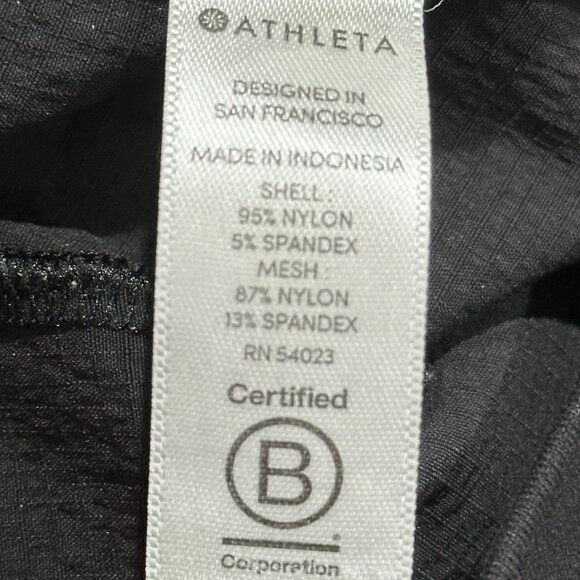 ATHLETA
DESIGNED IN
SAN FRANCISCO
MADE IN INDONESIA
SHELL :
95% NYLON
5% SPANDEX
MESH :
87% NYLON
13% SPANDEX
RN 54023
Certified
B
Corporation